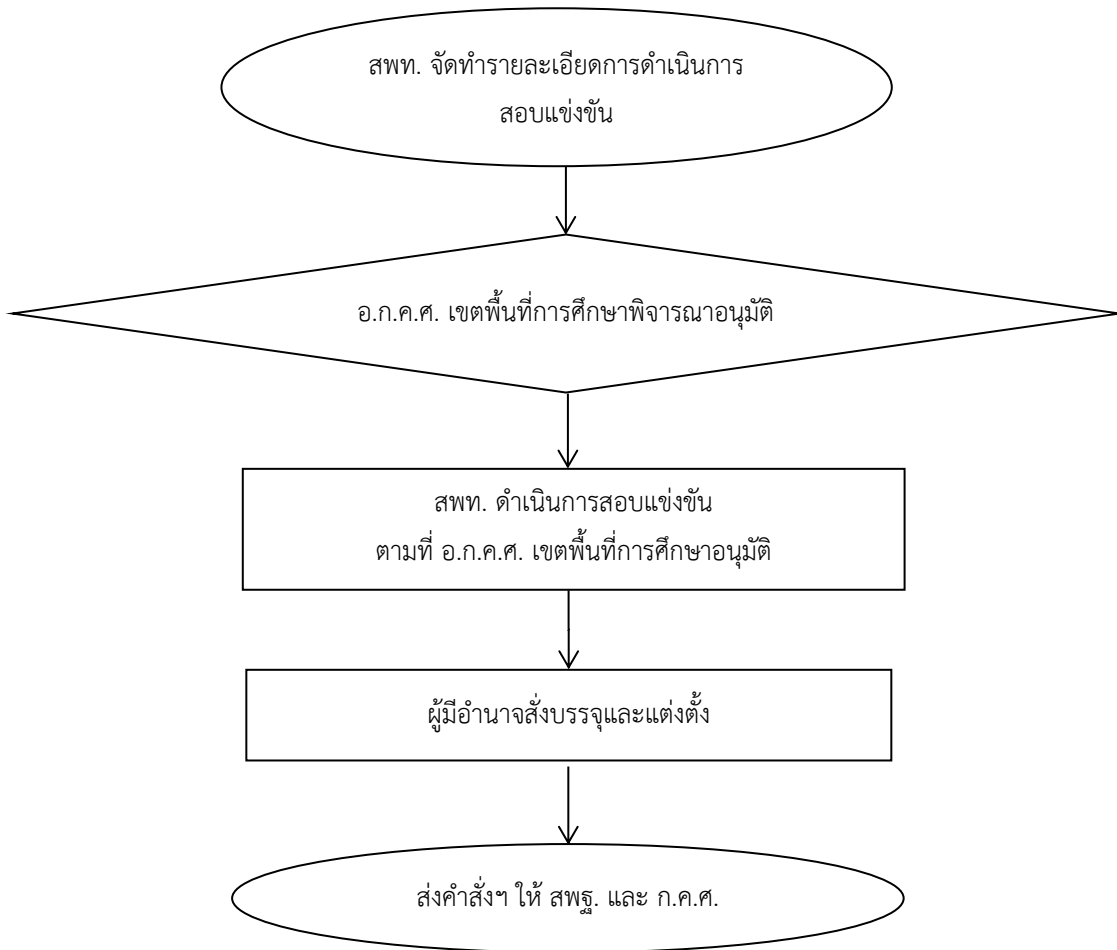 สพท. จัดทำรายละเอียดการดำเนินการ
สอบแข่งขัน
อ.ก.ค.ศ. เขตพื้นที่การศึกษาพิจารณาอนุมัติ
สพท. ดำเนินการสอบแข่งขัน
ตามที่ อ.ก.ค.ศ. เขตพื้นที่การศึกษาอนุมัติ
ผู้มีอำนาจสั่งบรรจุและแต่งตั้ง
ส่งคำสั่งฯ ให้ สพฐ. และ ก.ค.ศ.